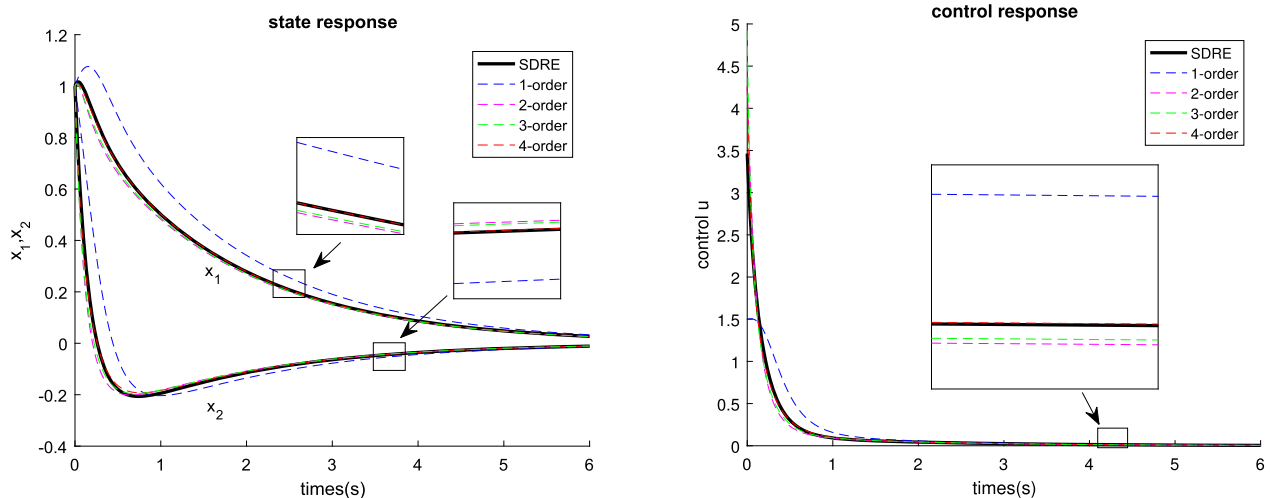 state response
1.2
1
0.8
0.6
0.4
0.2
0
-0.2
-0.4
x1,x2
0 1 2 3 4 5 6
times(s)
SDRE
1-order
2-order
3-order
4-order
x1
x2
control response
5
4.5
4
3.5
3
2.5
2
1.5
1
0.5
0
control u
0 1 2 3 4 5 6
times(s)
SDRE
1-order
2-order
3-order
4-order